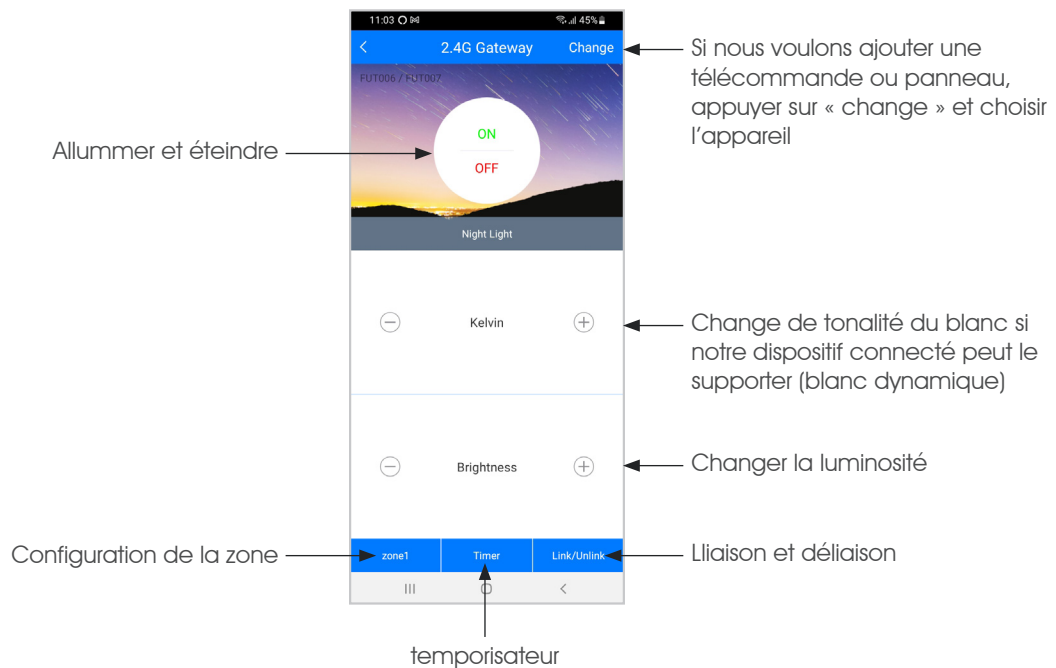 11:03
45%
2.4G Gateway
Change
FUT006 / FUT007
ON
OFF
Night Light
Kelvin
Brightness
zone1
Timer
Link/Unlink
Si nous voulons ajouter une
télécommande ou panneau,
appuyer sur « change » et choisir
l’appareil
Allummer et éteindre
Change de tonalité du blanc si
notre dispositif connecté peut le
supporter (blanc dynamique)
Changer la luminosité
Configuration de la zone
Lliaison et déliaison
temporisateur